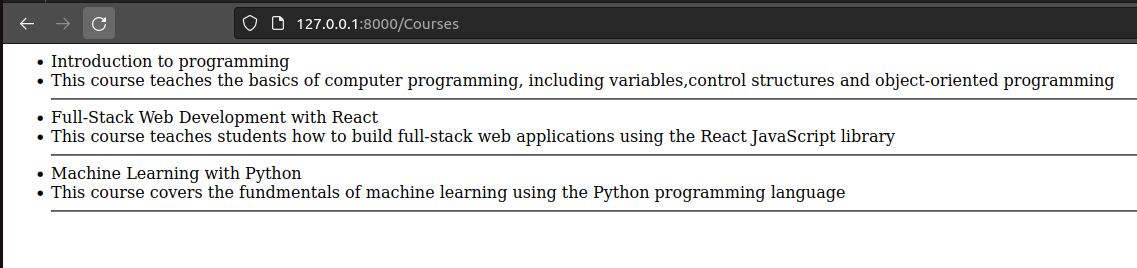 127.0.0.1:8000/Courses
Introduction to programming
This course teaches the basics of computer programming, including variables,control structures and object-oriented programming
Full-Stack Web Development with React
This course teaches students how to build full-stack web applications using the React JavaScript library
Machine Learning with Python
This course covers the fundmentals of machine learning using the Python programming language